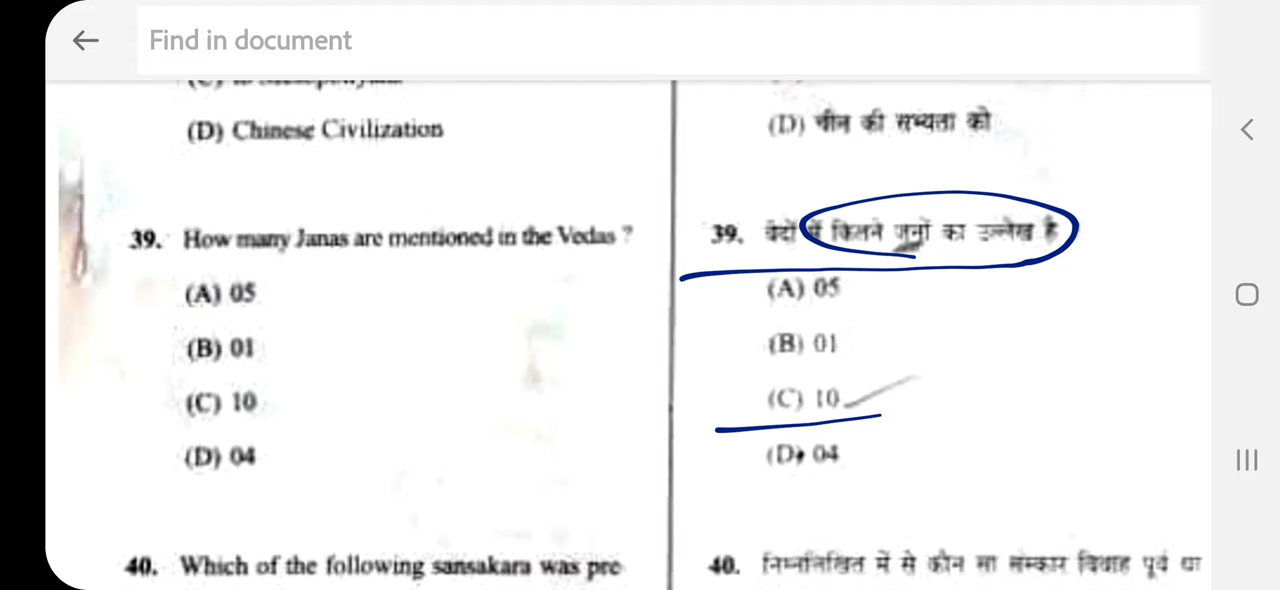 Find in document
(D) Chinese Civilization
39. How many Janas are mentioned in the Vedas ?
(A) 05
(B) 01
(C) 10
(D) 04
40. Which of the following sansakara was pre
(D) चीन की सभ्यता को
39. वेदों में कितने जनों का उल्लेख है
(A) 05
(B) 01
(C) 10
(D) 04
40. निम्नलिखित में से कौन सा संस्कार विवाह पूर्व था